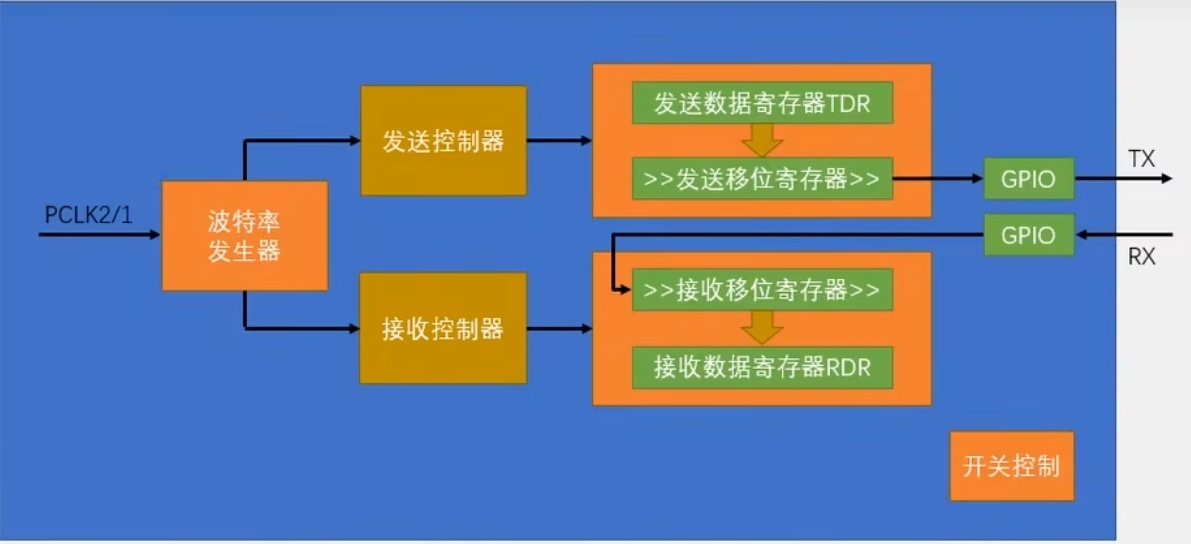 发送数据寄存器TDR
发送控制器
>>发送移位寄存器>>
GPIO
TX
PCLK2/1
波特率
发生器
GPIO
RX
>>接收移位寄存器>>
接收控制器
接收数据寄存器RDR
开关控制